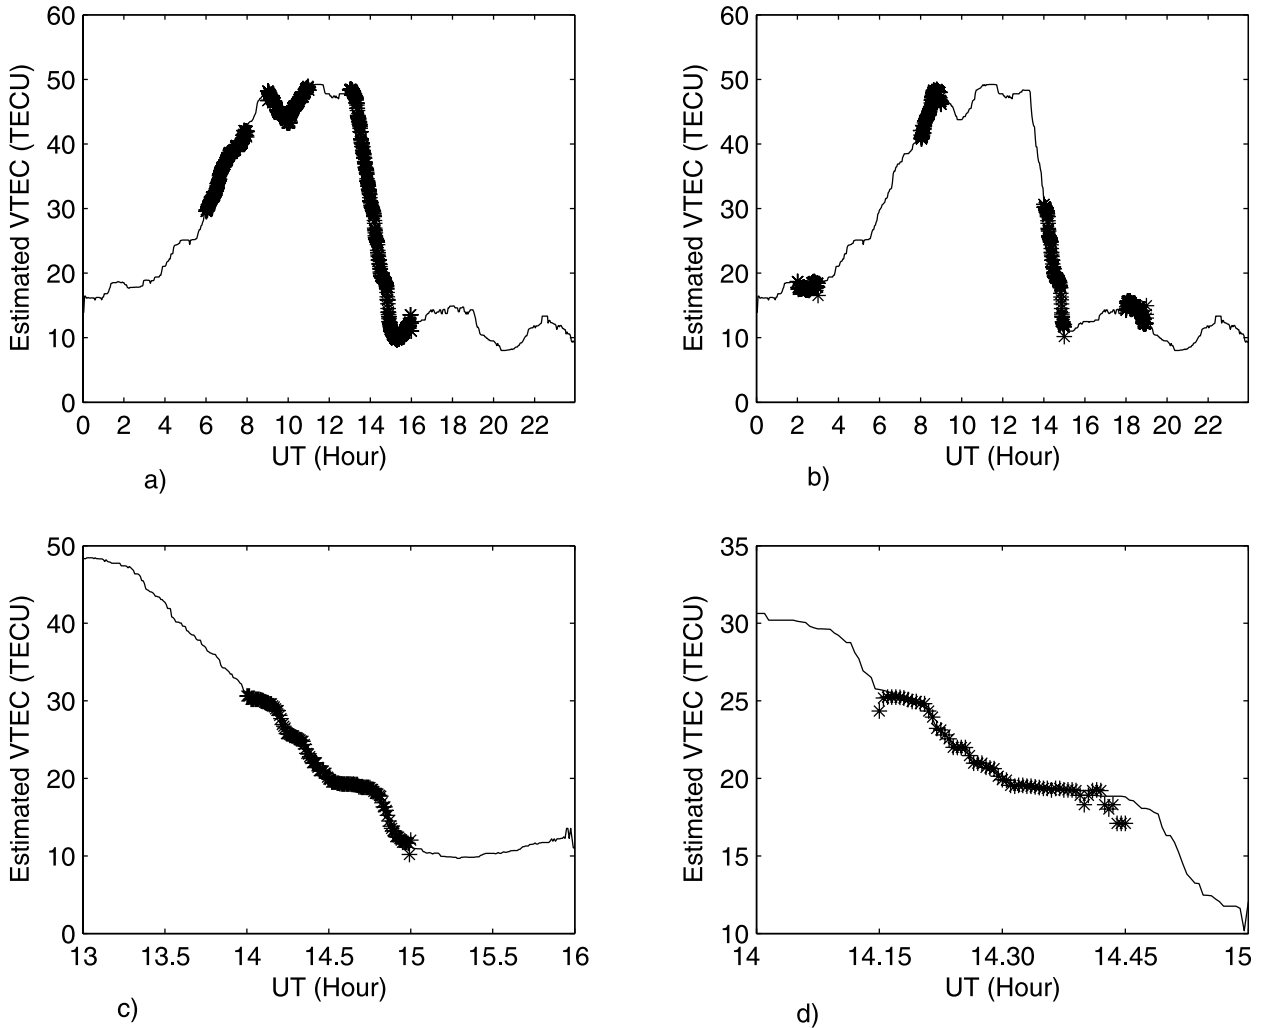 60
50
40
30
20
10
0
Estimated VTEC (TECU)
0 2 4 6 8 10 12 14 16 18 20 22
UT (Hour)
a)
60
50
40
30
20
10
0
Estimated VTEC (TECU)
0 2 4 6 8 10 12 14 16 18 20 22
UT (Hour)
b)
50
40
30
20
10
0
Estimated VTEC (TECU)
13 13.5 14 14.5 15 15.5 16
UT (Hour)
c)
35
30
25
20
15
10
Estimated VTEC (TECU)
14 14.15 14.30 14.45 15
UT (Hour)
d)